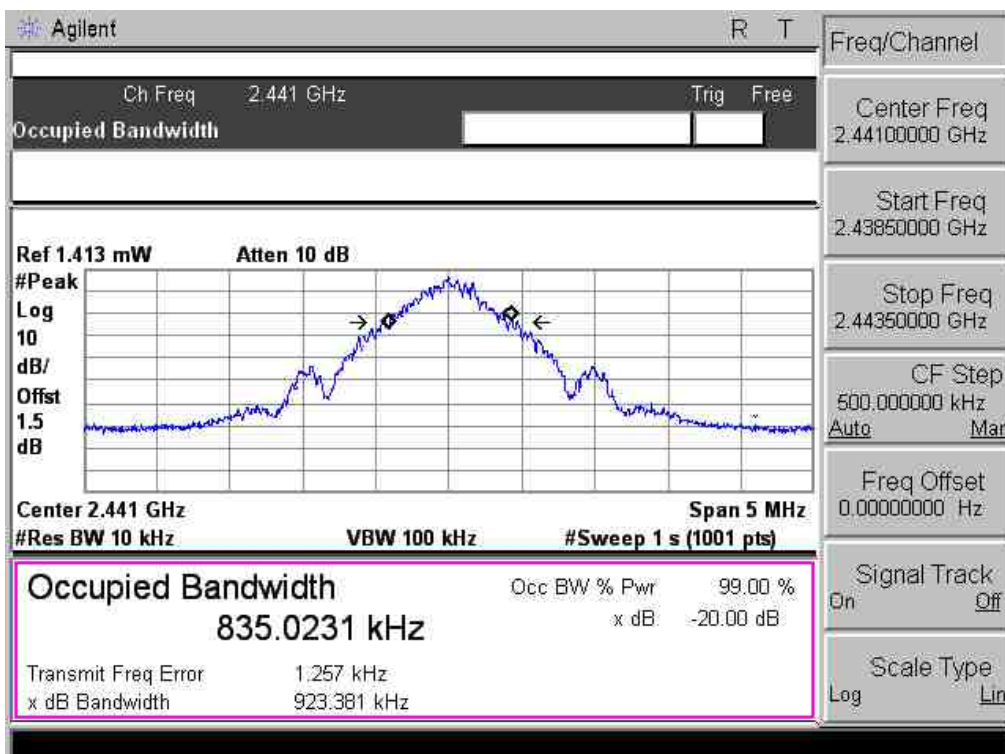 Agilent
R T
Freq/Channel
Ch Freq 2.441 GHz Trig Free
Occupied Bandwidth
Center Freq
2.44100000 GHz
Start Freq
2.43850000 GHz
Ref 1.413 mW Atten 10 dB
#Peak
Log
10
dB/
Offst
1.5
dB
Stop Freq
2.44350000 GHz
CF Step
500.000000 kHz
Auto Man
Center 2.441 GHz Span 5 MHz
#Res BW 10 kHz VBW 100 kHz #Sweep 1 s (1001 pts)
Freq Offset
0.00000000 Hz
Occupied Bandwidth
835.0231 kHz
Occ BW % Pwr 99.00 %
x dB -20.00 dB
Transmit Freq Error 1.257 kHz
x dB Bandwidth 923.381 kHz
Signal Track
On Off
Scale Type
Log Lin